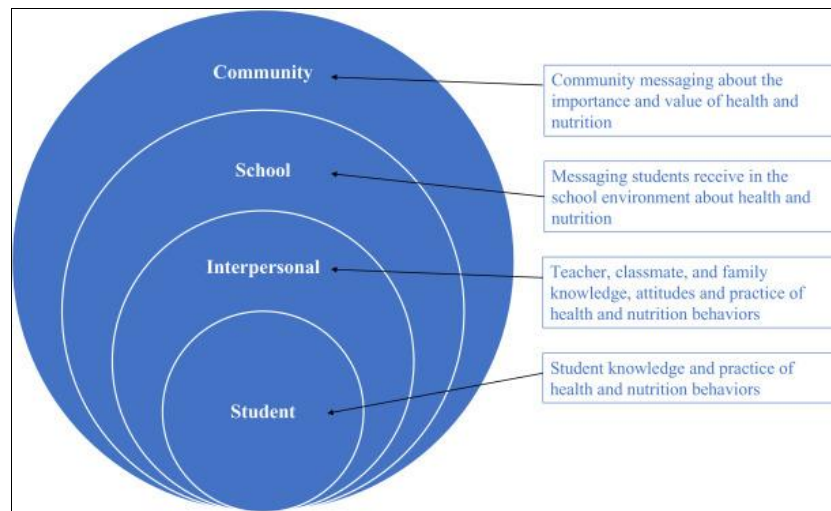 Community
Community messaging about the
importance and value of health and
nutrition
School
Messaging students receive in the
school environment about health and
nutrition
Interpersonal
Teacher, classmate, and family
knowledge, attitudes and practice of
health and nutrition behaviors
Student
Student knowledge and practice of
health and nutrition behaviors